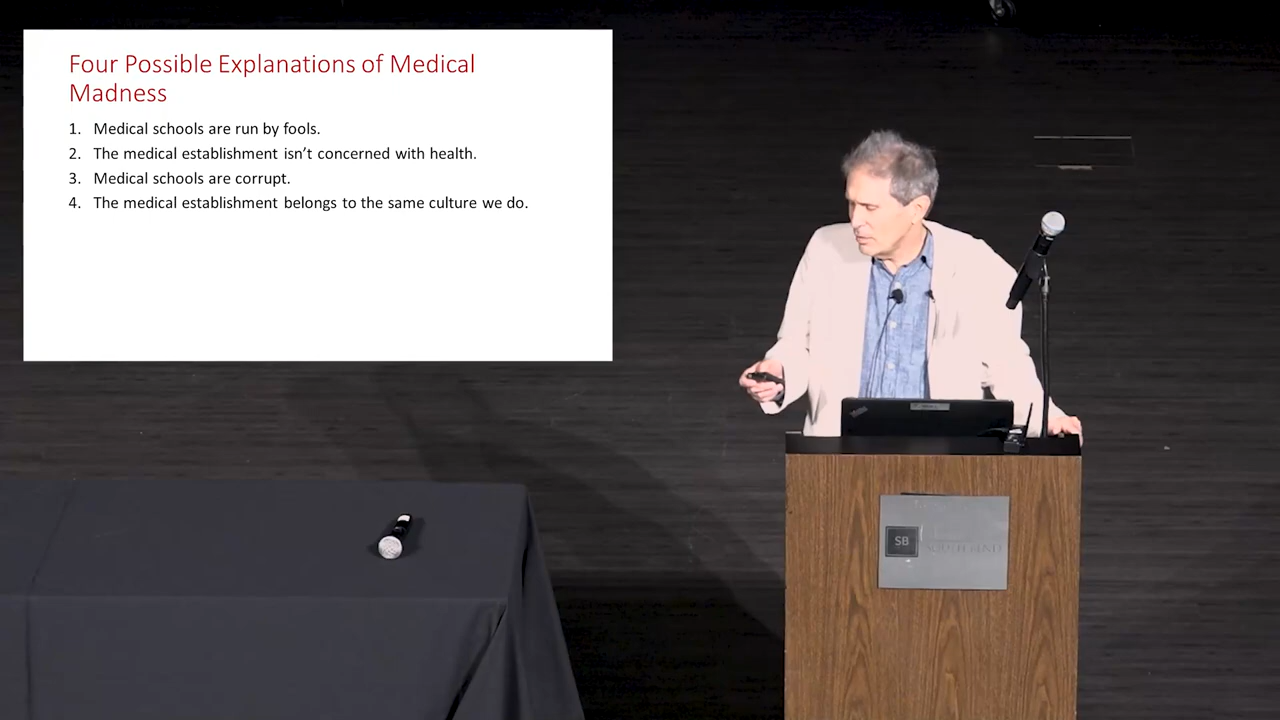 Four Possible Explanations of Medical
Madness
1. Medical schools are run by fools.
2. The medical establishment isn't concerned with health.
3. Medical schools are corrupt.
4. The medical establishment belongs to the same culture we do.
SB
SOUTH BEND